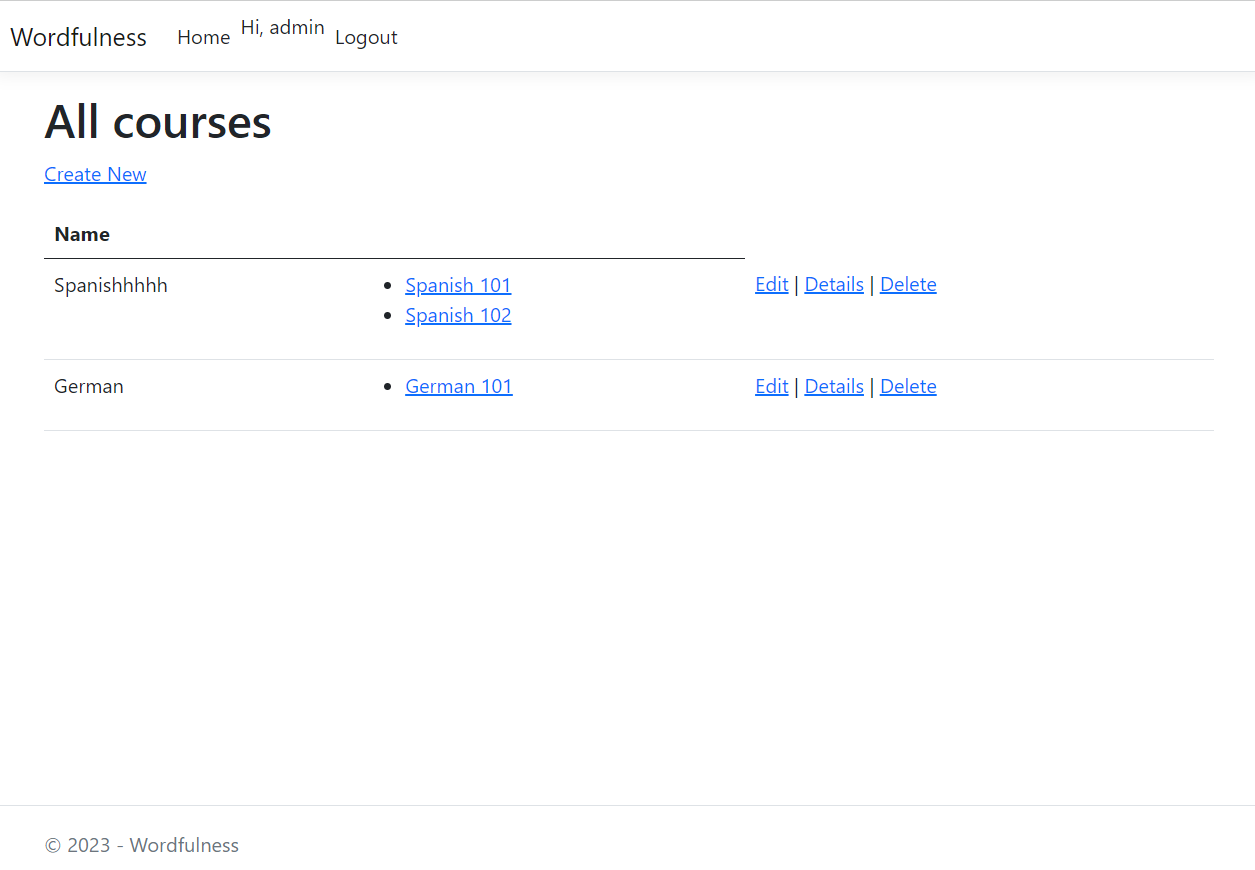 Wordfulness Home Hi, admin Logout
All courses
Create New
Name
Spanishhhhh • Spanish 101 Edit | Details | Delete
• Spanish 102
German • German 101 Edit | Details | Delete
© 2023 - Wordfulness